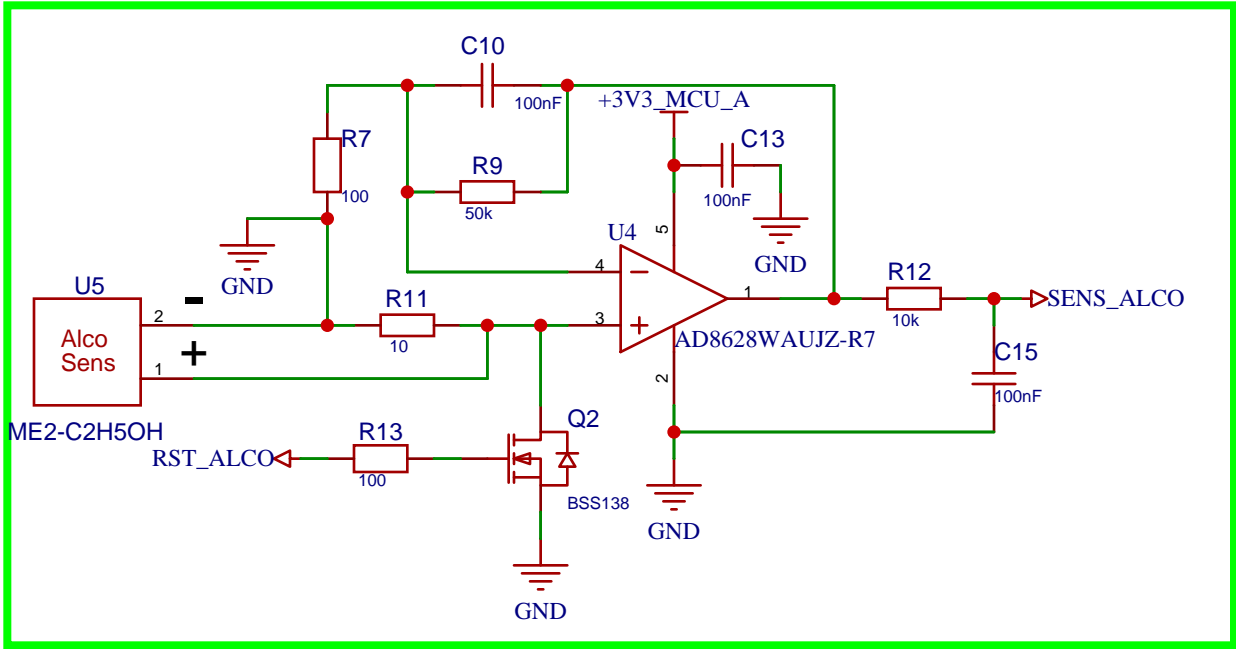 C10
100nF
+3V3_MCU_A
R7
100
C13
100nF
R9
50k
U4
5
GND
GND
4
−
R12
U5
-
R11
1
SENS_ALCO
2
3
+
10k
Alco
Sens
+
10
AD8628WAUJZ-R7
C15
1
2
100nF
ME2-C2H5OH
R13
Q2
RST_ALCO
100
BSS138
GND
GND